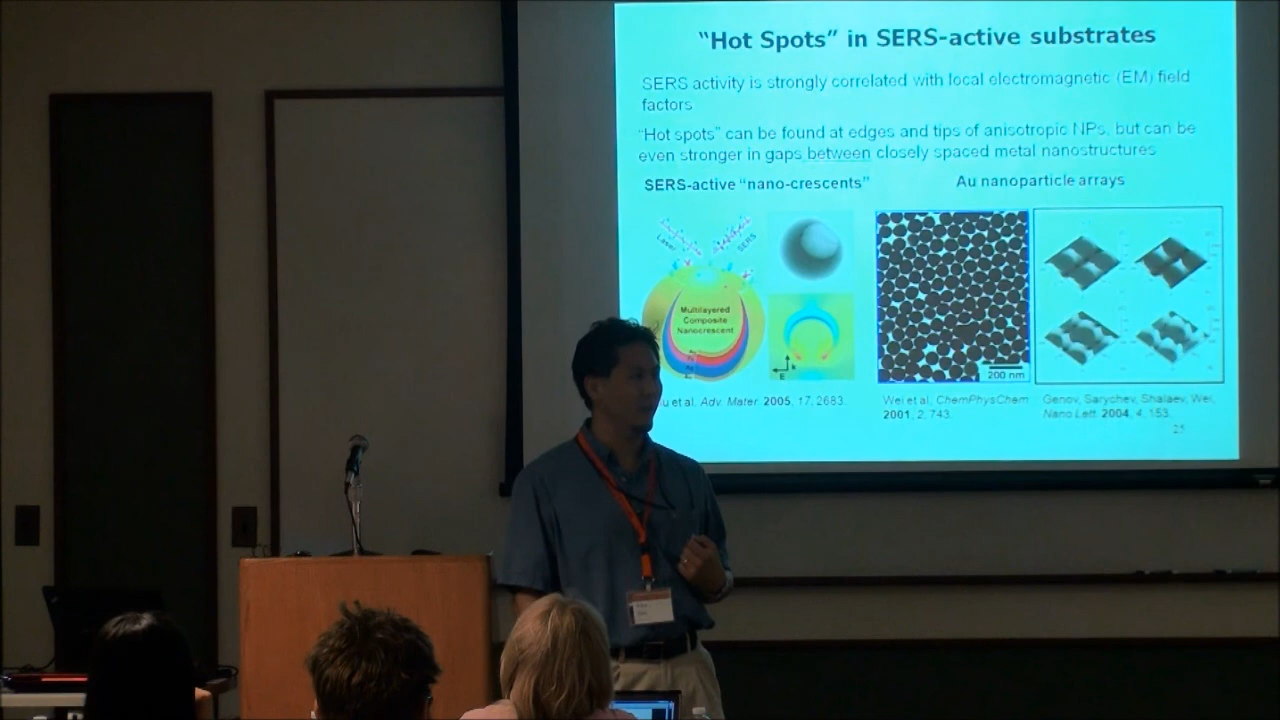 “Hot Spots” in SERS-active substrates
SERS activity is strongly correlated with local electromagnetic (EM) field
factors
“Hot spots” can be found at edges and tips of anisotropic NPs, but can be
even stronger in gaps between closely spaced metal nanostructures
SERS-active “nano-crescents”
Au nanoparticle arrays
Laser
SERS
Multilayered
Composite
Nanocrescent
E
k
200 nm
et al, Adv. Mater. 2005, 17, 2683.
Wei et al, ChemPhysChem
2001, 2, 743.
Genov, Sarychev, Shalaev, Wei,
Nano Lett. 2004, 4, 153.